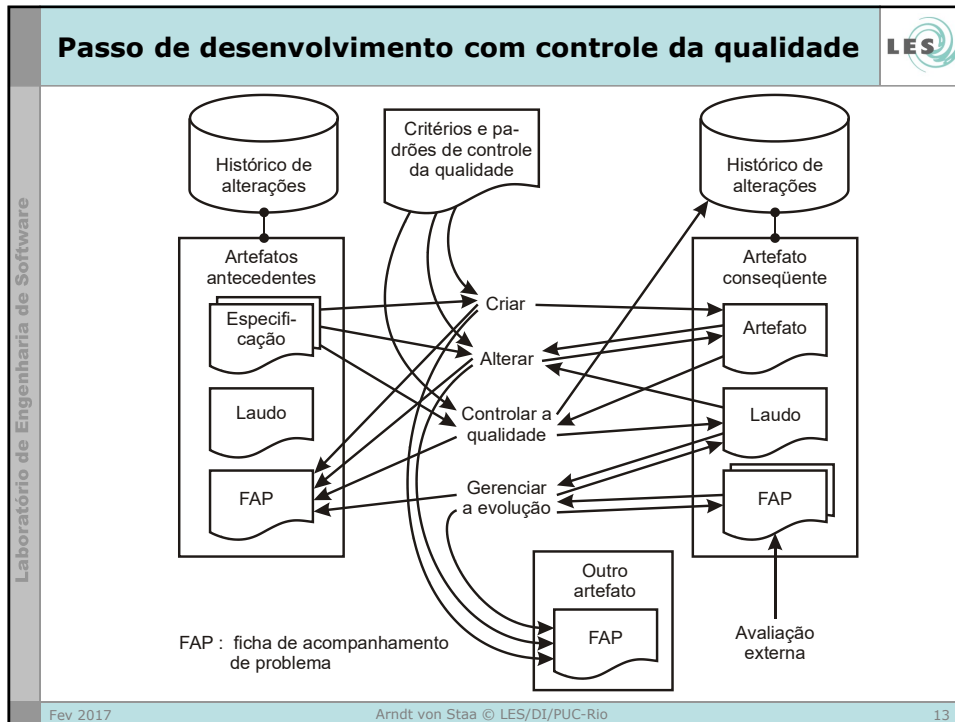 Passo de desenvolvimento com controle da qualidade
LES
Laboratório de Engenharia de Software
Histórico de
alterações
Critérios e pa-
drões de controle
da qualidade
Histórico de
alterações
Artefatos
antecedentes
Especifi-
cação
Laudo
FAP
Criar
Alterar
Controlar a
qualidade
Gerenciar
a evolução
Artefato
conseqüente
Artefato
Laudo
FAP
Outro
artefato
FAP
Avaliação
externa
FAP : ficha de acompanhamento
de problema
Fev 2017
Arndt von Staa © LES/DI/PUC-Rio
13